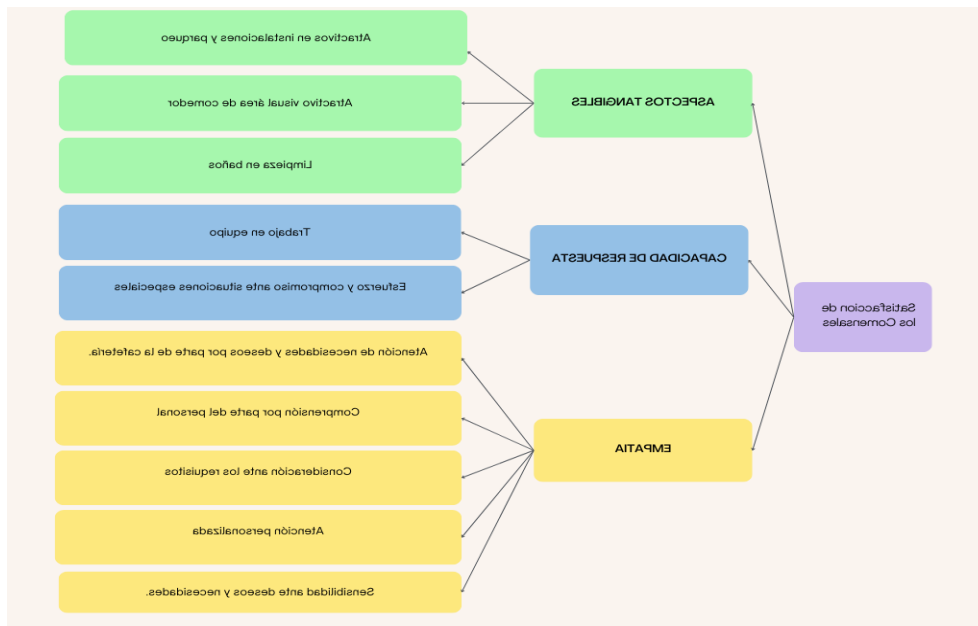 Satisfaccion de
los Comensales
ASPECTOS TANGIBLES
Atractivos en instalaciones y parqueo
Atractivo visual área de comedor
Limpieza en baños
CAPACIDAD DE RESPUESTA
Trabajo en equipo
Esfuerzo y compromiso ante situaciones especiales
EMPATIA
Atención de necesidades y deseos por parte de la cafetería.
Comprensión por parte del personal
Consideración ante los requisitos
Atención personalizada
Sensibilidad ante deseos y necesidades.